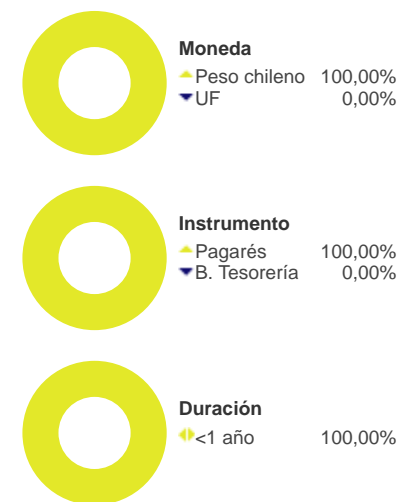 Moneda
Peso chileno 100,00%
UF 0,00%
Instrumento
Pagarés 100,00%
B. Tesorería 0,00%
Duración
<1 año 100,00%